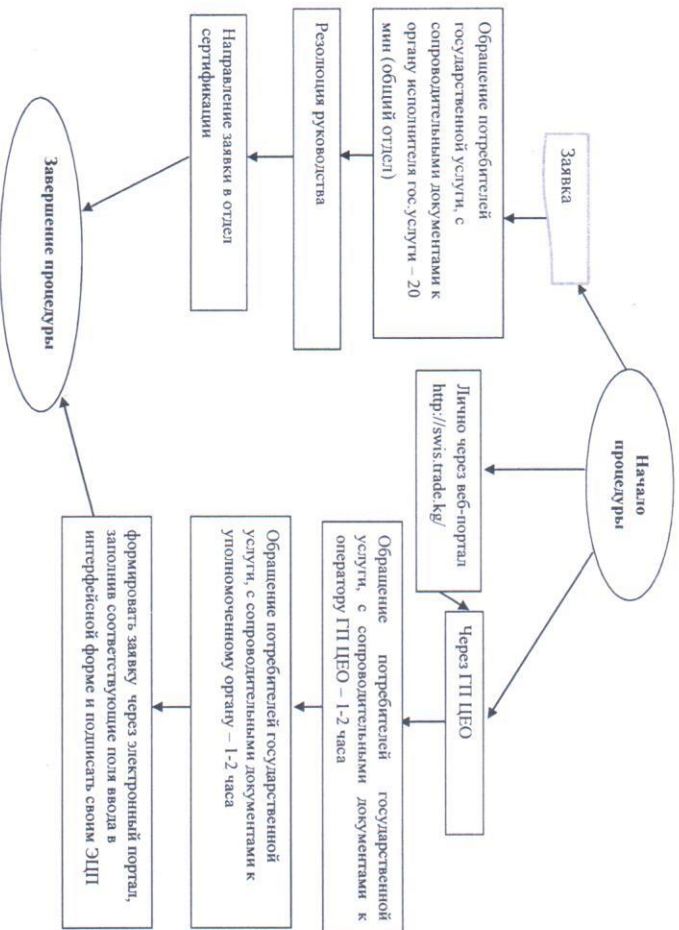 Начало
процедуры
Заявка
Обращение потребителей
государственной услуги, с
сопроводительными документами к
органу исполнителя гос.услуги – 20
мин (общий отдел)
Резолюция руководства
Направление заявки в отдел
сертификации
Лично через веб-портал
http://swis.trade.kg/
Через ГП ЦЕО
Обращение потребителей государственной
услуги, с сопроводительными документами к
оператору ГП ЦЕО – 1-2 часа
Обращение потребителей государственной
услуги, с сопроводительными документами к
уполномоченному органу – 1-2 часа
формировать заявку через электронный портал,
заполнив соответствующие поля ввода в
интерфейсной форме и подписать своим ЭЦП
Завершение процедуры